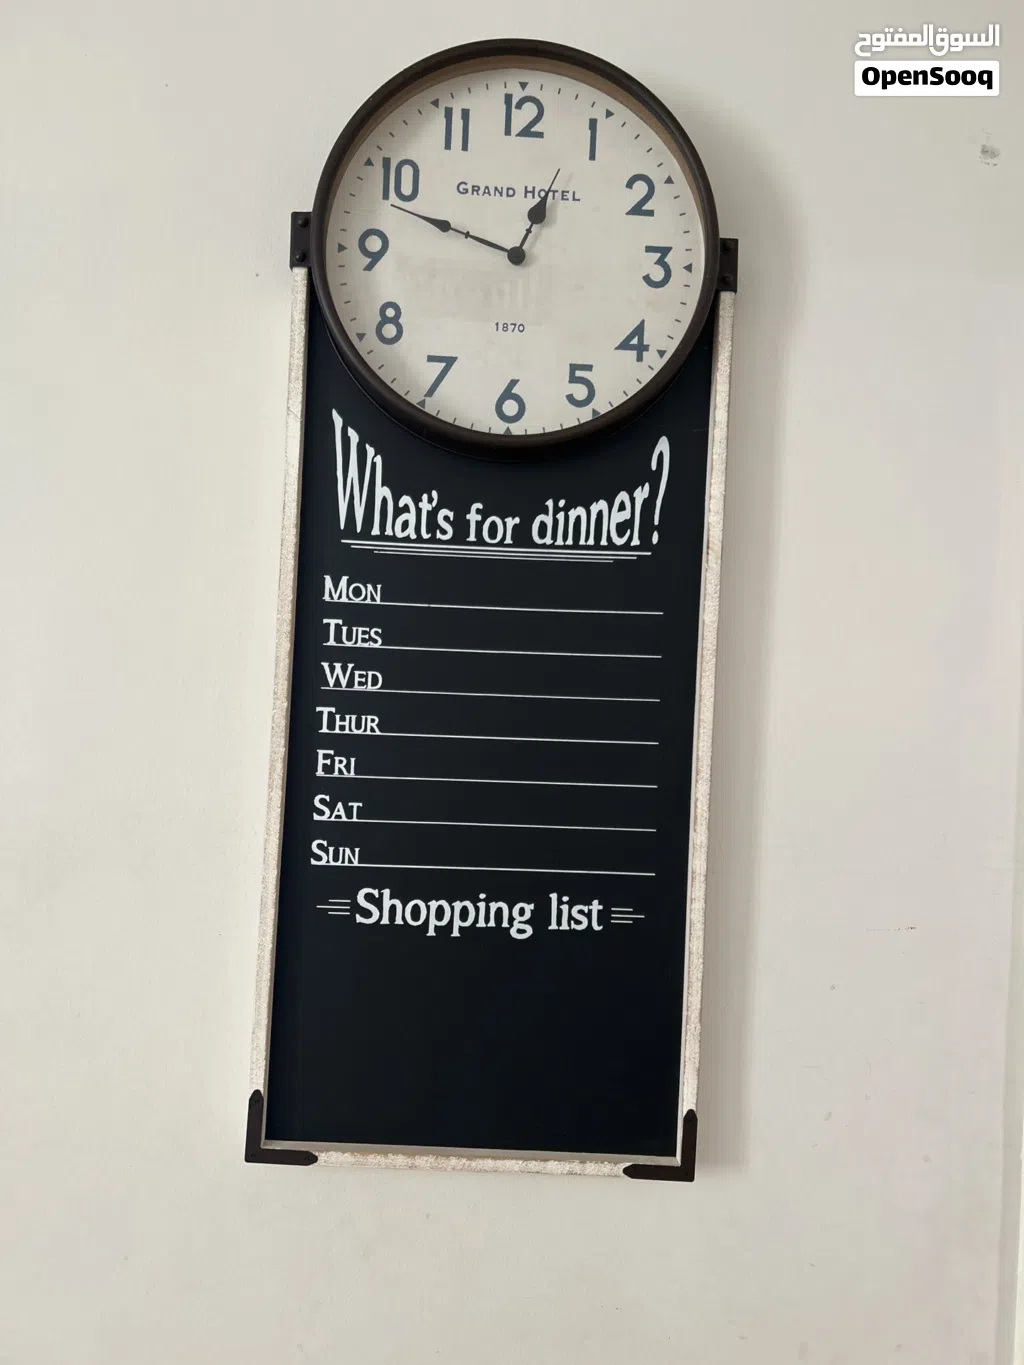 السوق المفتوح
OpenSooq
12
11
1
10
2
GRAND HOTEL
9
3
8
1870
4
7
5
6
What's for dinner?
MON
TUES
WED
THUR
FRI
SAT
SUN
Shopping list